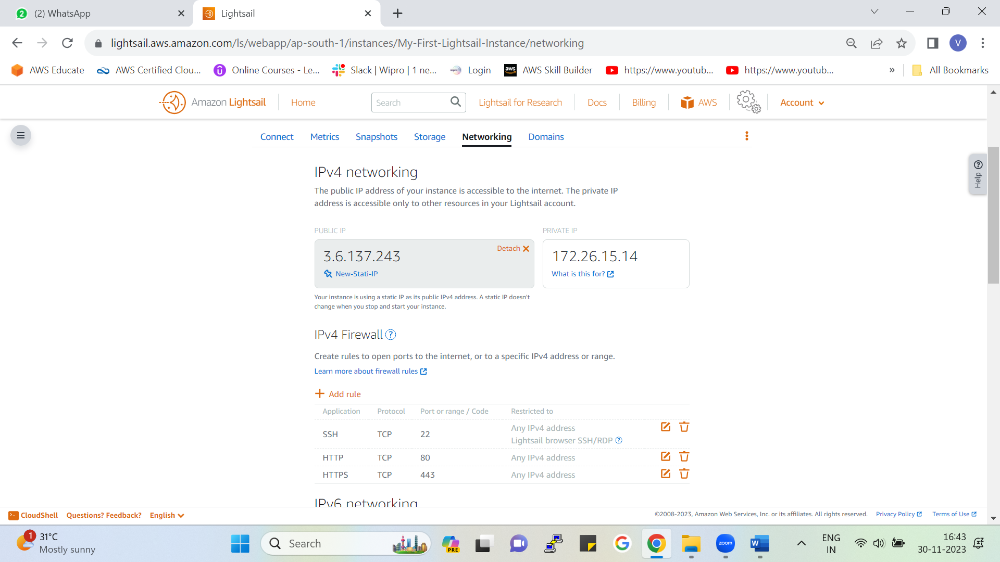 2 (2) WhatsApp
Lightsail
lightsail.aws.amazon.com/ls/webapp/ap-south-1/instances/My-First-Lightsail-Instance/networking
V
AWS Educate
AWS Certified Clou...
Online Courses - Le...
Slack | Wipro | 1 ne...
Login
aws AWS Skill Builder
https://www.youtub...
https://www.youtub...
»
All Bookmarks
Amazon Lightsail
Home
Search
Lightsail for Research
Docs
Billing
AWS
Account
Connect
Metrics
Snapshots
Storage
Networking
Domains
Help
IPv4 networking
The public IP address of your instance is accessible to the internet. The private IP
address is accessible only to other resources in your Lightsail account.
PUBLIC IP
PRIVATE IP
Detach
3.6.137.243
New-Stati-IP
172.26.15.14
What is this for?
Your instance is using a static IP as its public IPv4 address. A static IP doesn't
change when you stop and start your instance.
IPv4 Firewall ?
Create rules to open ports to the internet, or to a specific IPv4 address or range.
Learn more about firewall rules
+ Add rule
Application Protocol Port or range / Code Restricted to
SSH TCP 22 Any IPv4 address
Lightsail browser SSH/RDP ?
HTTP TCP 80 Any IPv4 address
HTTPS TCP 443 Any IPv4 address
IPv6 networking
CloudShell
Questions? Feedback?
English
©2008-2023, Amazon Web Services, Inc. or its affiliates. All rights reserved.
Privacy Policy
Terms of Use
1
31°C
Mostly sunny
Search
PRE
zoom
W
ENG
IN
16:43
30-11-2023